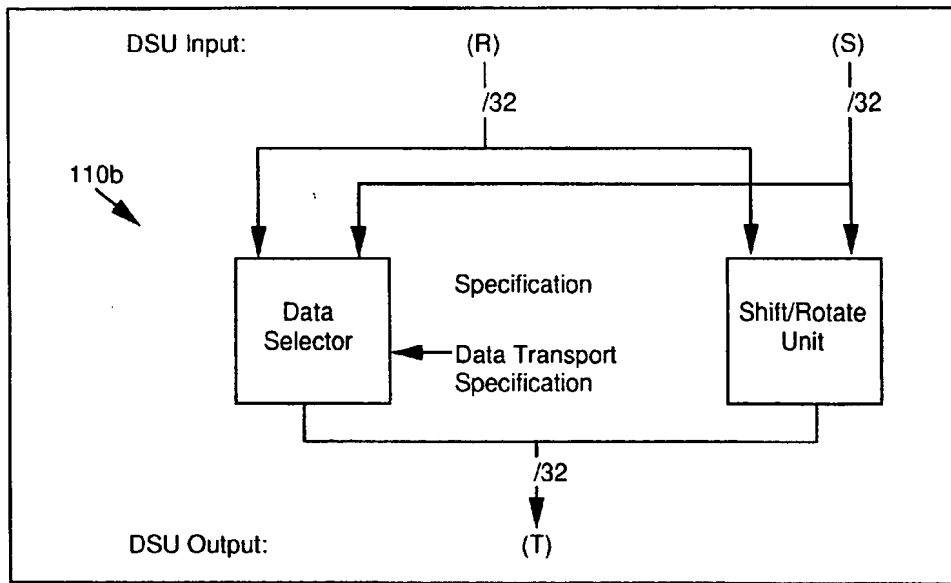 DSU Input: (R) (S)
/32 /32
110b
Specification
Data
Selector
Shift/Rotate
Unit
Data Transport
Specification
/32
DSU Output: (T)